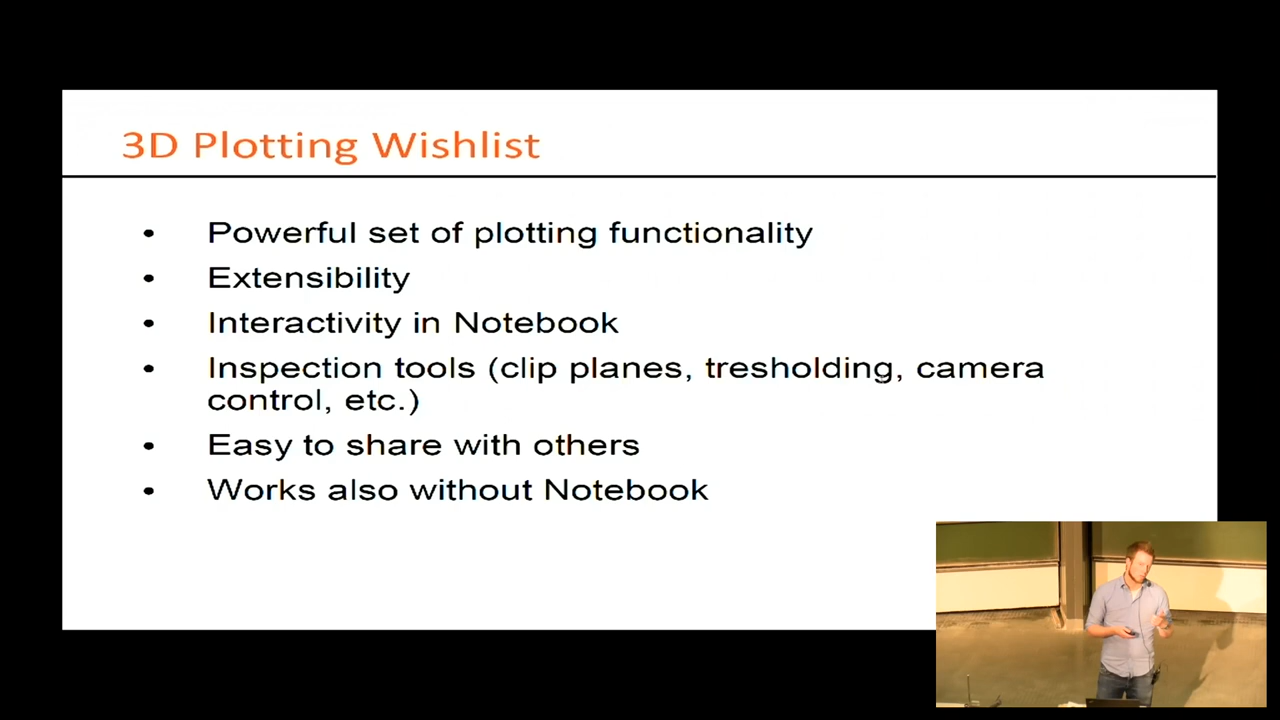 3D Plotting Wishlist
• Powerful set of plotting functionality
• Extensibility
• Interactivity in Notebook
• Inspection tools (clip planes, tresholding, camera
control, etc.)
• Easy to share with others
• Works also without Notebook